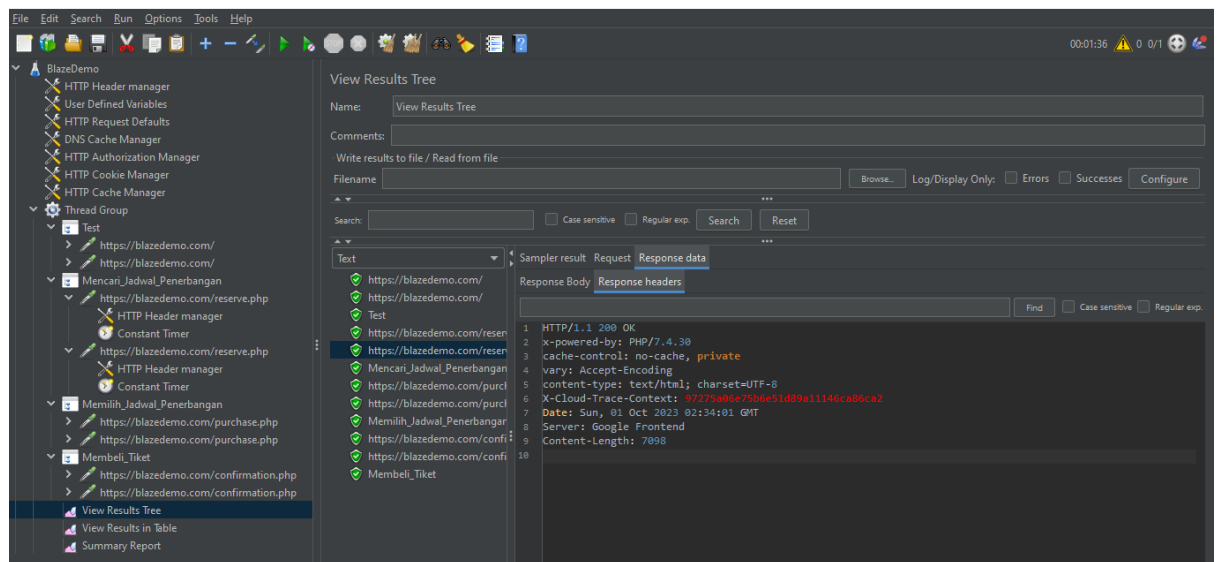 File Edit Search Run Options Tools Help
00:01:36 0 0/1
BlazeDemo
HTTP Header manager
User Defined Variables
HTTP Request Defaults
DNS Cache Manager
HTTP Authorization Manager
HTTP Cookie Manager
HTTP Cache Manager
Thread Group
Test
https://blazedemo.com/
https://blazedemo.com/
Mencari_Jadwal_Penerbangan
https://blazedemo.com/reserve.php
HTTP Header manager
Constant Timer
https://blazedemo.com/reserve.php
HTTP Header manager
Constant Timer
Memilih_Jadwal_Penerbangan
https://blazedemo.com/purchase.php
https://blazedemo.com/purchase.php
Membeli_Tiket
https://blazedemo.com/confirmation.php
https://blazedemo.com/confirmation.php
View Results Tree
View Results in Table
Summary Report
View Results Tree
Name: View Results Tree
Comments:
Write results to file / Read from file
Filename Browse... Log/Display Only: Errors Successes Configure
Search: Case sensitive Regular exp. Search Reset
Text
https://blazedemo.com/
https://blazedemo.com/
Test
https://blazedemo.com/reser
https://blazedemo.com/reser
Mencari_Jadwal_Penerbangan
https://blazedemo.com/purch
https://blazedemo.com/purch
Memilih_Jadwal_Penerbangan
https://blazedemo.com/confi
https://blazedemo.com/confi
Membeli_Tiket
Sampler result Request Response data
Response Body Response headers
Find Case sensitive Regular exp.
1 HTTP/1.1 200 OK
2 x-powered-by: PHP/7.4.30
3 cache-control: no-cache, private
4 vary: Accept-Encoding
5 content-type: text/html; charset=UTF-8
6 X-Cloud-Trace-Context: 97275a06e75b6e51d89a11146ca86ca2
7 Date: Sun, 01 Oct 2023 02:34:01 GMT
8 Server: Google Frontend
9 Content-Length: 7098
10